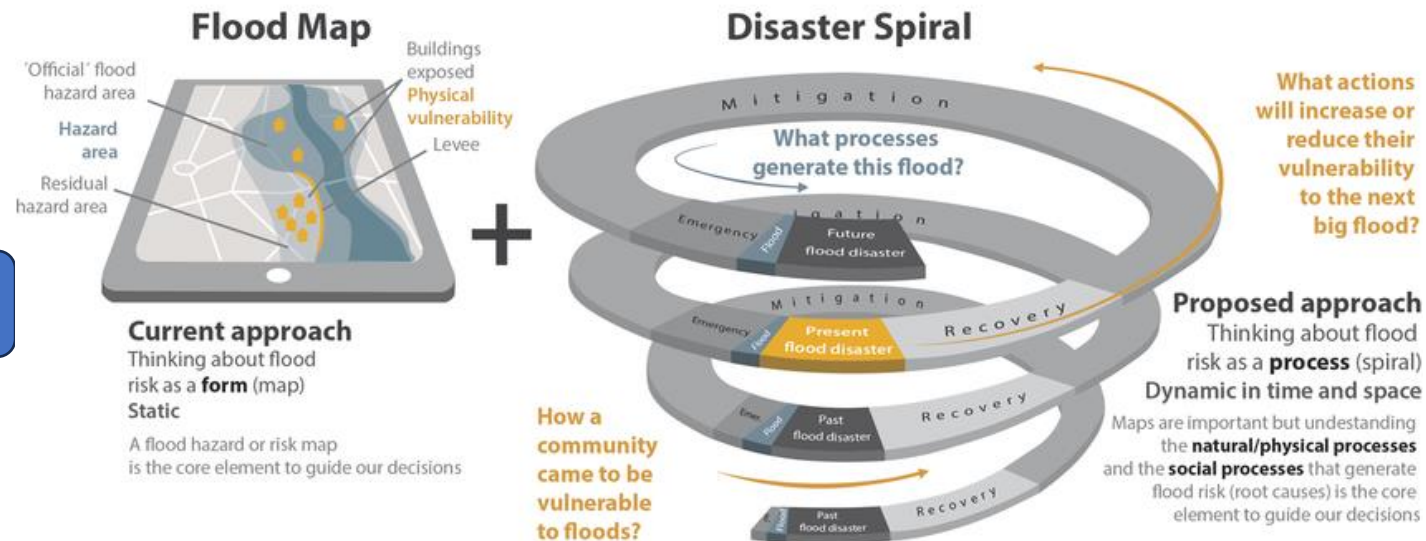 Flood Map
'Official' flood
hazard area
Hazard
area
Residual
hazard area
Buildings
exposed
Physical
vulnerability
Levee
Current approach
Thinking about flood
risk as a form (map)
Static
A flood hazard or risk map
is the core element to guide our decisions
+
Disaster Spiral
Mitigation
What processes
generate this flood?
igation
Emergency
Flood
Future
flood disaster
Mitigation
Emergency
Flood
Present
flood disaster
Recovery
Emer.
Flood
Past
flood disaster
Recovery
Flood
Past
flood disaster
Recovery
How a
community
came to be
vulnerable
to floods?
What actions
will increase or
reduce their
vulnerability
to the next
big flood?
Proposed approach
Thinking about flood
risk as a process (spiral)
Dynamic in time and space
Maps are important but undestanding
the natural/physical processes
and the social processes that generate
flood risk (root causes) is the core
element to guide our decisions